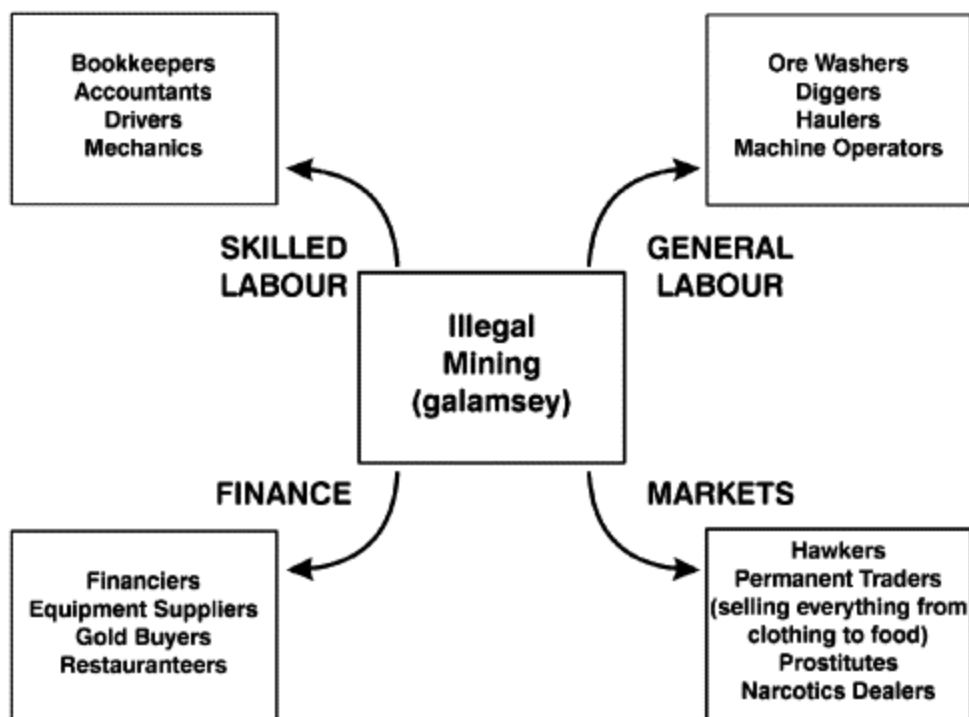 Bookkeepers
Accountants
Drivers
Mechanics
Ore Washers
Diggers
Haulers
Machine Operators
SKILLED
LABOUR
GENERAL
LABOUR
Illegal
Mining
(galamsey)
FINANCE
MARKETS
Financiers
Equipment Suppliers
Gold Buyers
Restauranteers
Hawkers
Permanent Traders
(selling everything from
clothing to food)
Prostitutes
Narcotics Dealers